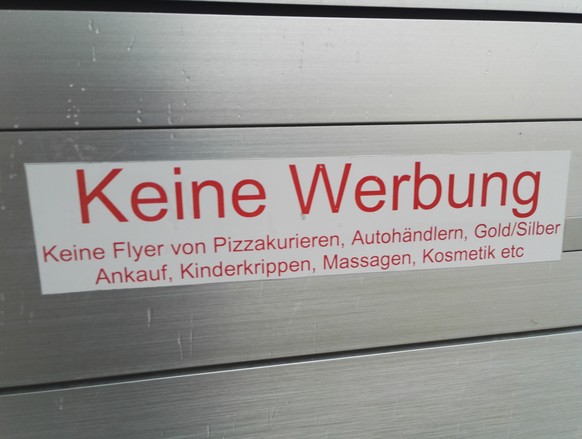 Keine Werbung
Keine Flyer von Pizzakurieren, Autohändlern, Gold/Silber
Ankauf, Kinderkrippen, Massagen, Kosmetik etc